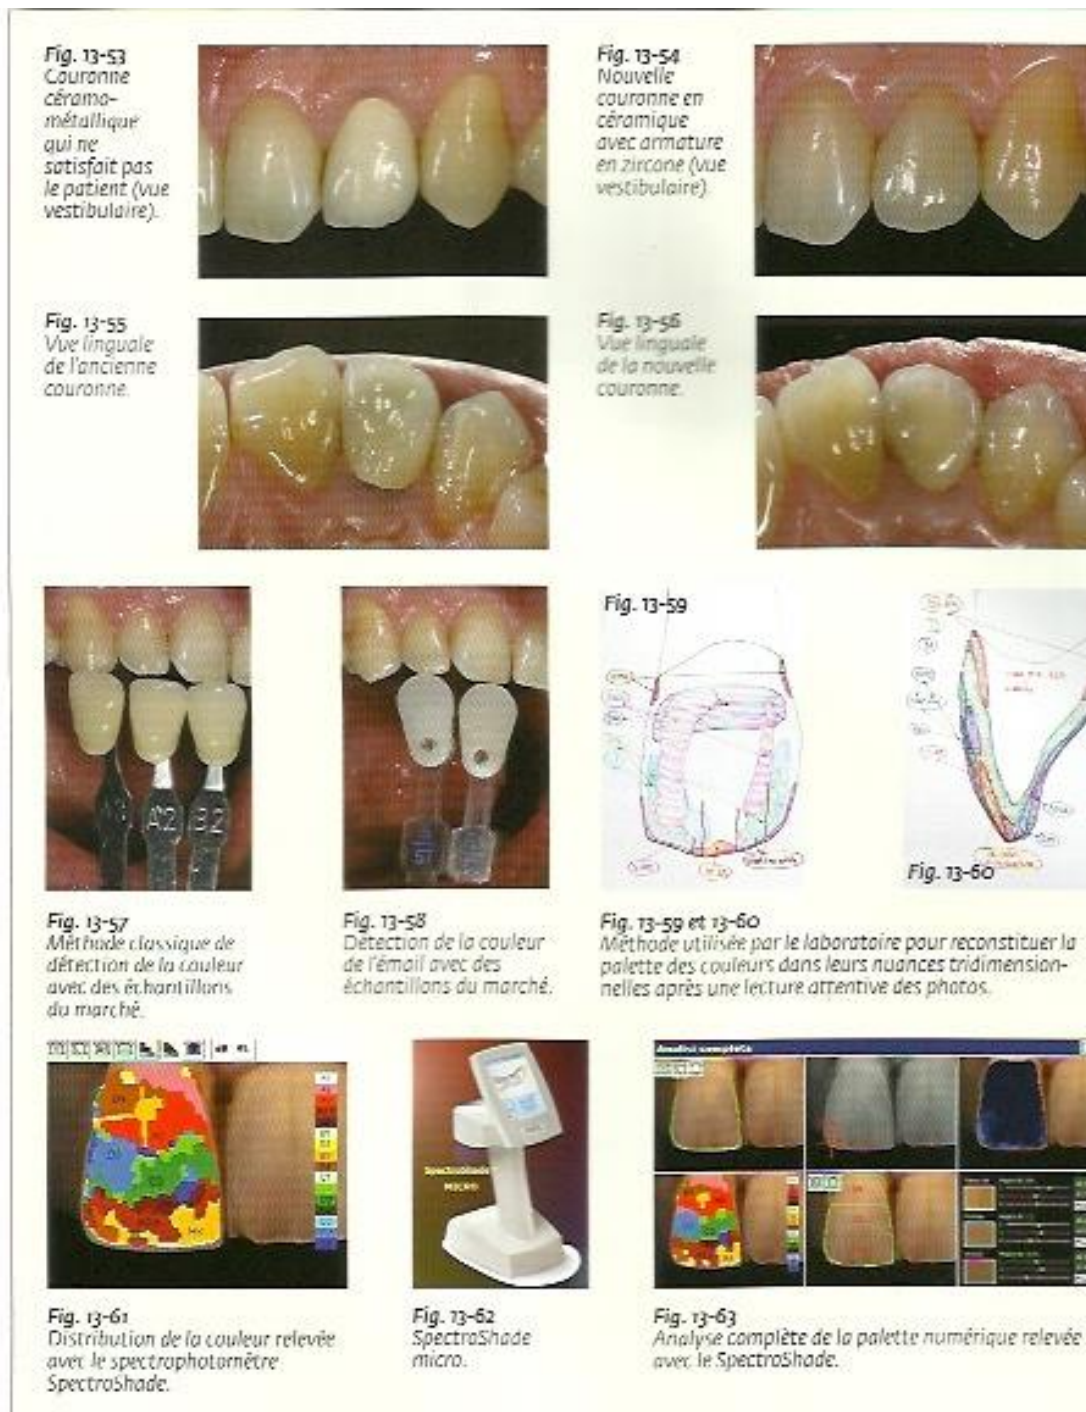 Fig. 13-53
Couronne
céramo-
métallique
qui ne
satisfait pas
le patient (vue
vestibulaire).
Fig. 13-54
Nouvelle
couronne en
céramique
avec armature
en zircone (vue
vestibulaire).
Fig. 13-55
Vue linguale
de l'ancienne
couronne.
Fig. 13-56
Vue linguale
de la nouvelle
couronne.
A2
B2
Fig. 13-59
Fig. 13-60
Fig. 13-57
Méthode classique de
détection de la couleur
avec des échantillons
du marché.
Fig. 13-58
Détection de la couleur
de l'émail avec des
échantillons du marché.
Fig. 13-59 et 13-60
Méthode utilisée par le laboratoire pour reconstituer la
palette des couleurs dans leurs nuances tridimension-
nelles après une lecture attentive des photos.
SpectroShade
MICRO
Analisi completa
Fig. 13-61
Distribution de la couleur relevée
avec le spectrophotomètre
SpectroShade.
Fig. 13-62
SpectroShade
micro.
Fig. 13-63
Analyse complète de la palette numérique relevée
avec le SpectroShade.